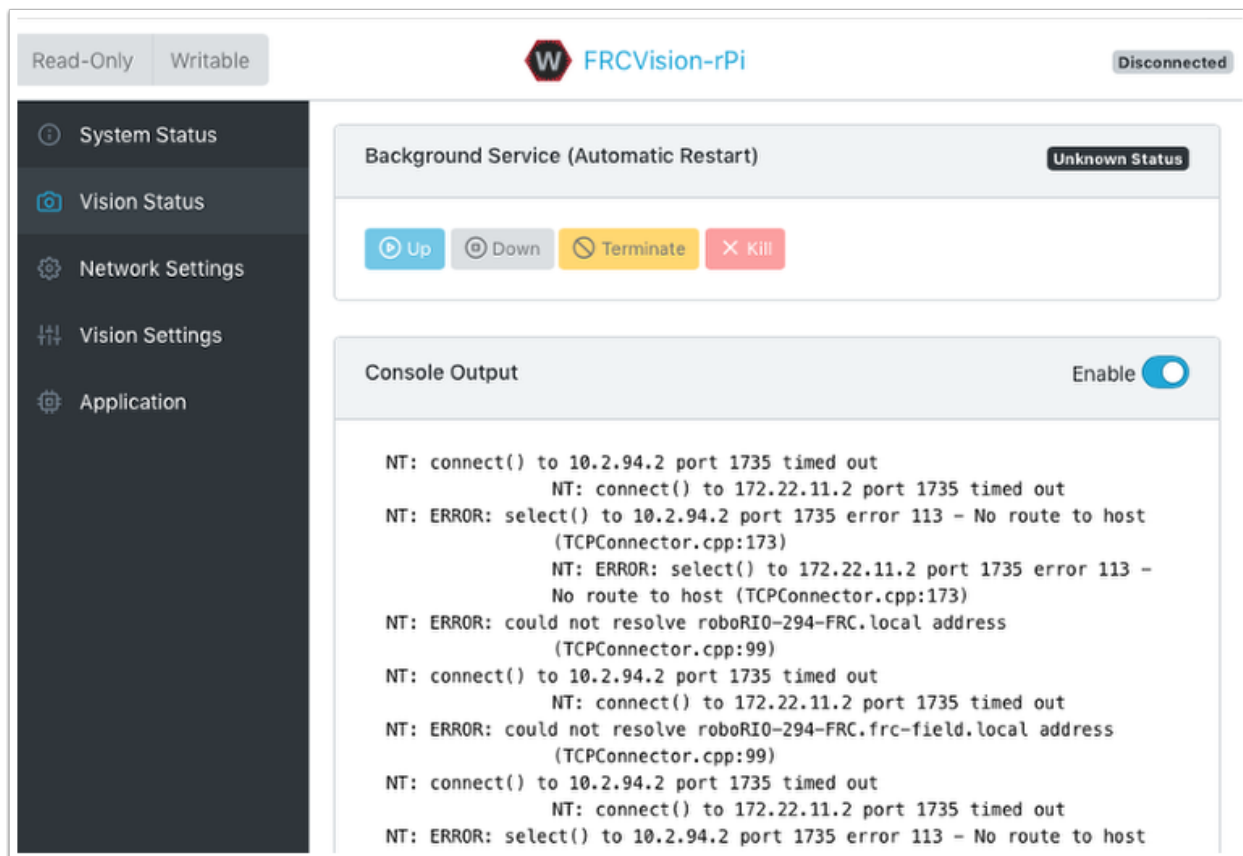 Read-Only Writable W FRCVision-rPi Disconnected
System Status
Vision Status
Network Settings
Vision Settings
Application
Background Service (Automatic Restart) Unknown Status
Up Down Terminate Kill
Console Output Enable
NT: connect() to 10.2.94.2 port 1735 timed out
NT: connect() to 172.22.11.2 port 1735 timed out
NT: ERROR: select() to 10.2.94.2 port 1735 error 113 - No route to host
(TCPConnector.cpp:173)
NT: ERROR: select() to 172.22.11.2 port 1735 error 113 -
No route to host (TCPConnector.cpp:173)
NT: ERROR: could not resolve roboRIO-294-FRC.local address
(TCPConnector.cpp:99)
NT: connect() to 10.2.94.2 port 1735 timed out
NT: connect() to 172.22.11.2 port 1735 timed out
NT: ERROR: could not resolve roboRIO-294-FRC.frc-field.local address
(TCPConnector.cpp:99)
NT: connect() to 10.2.94.2 port 1735 timed out
NT: connect() to 172.22.11.2 port 1735 timed out
NT: ERROR: select() to 10.2.94.2 port 1735 error 113 - No route to host